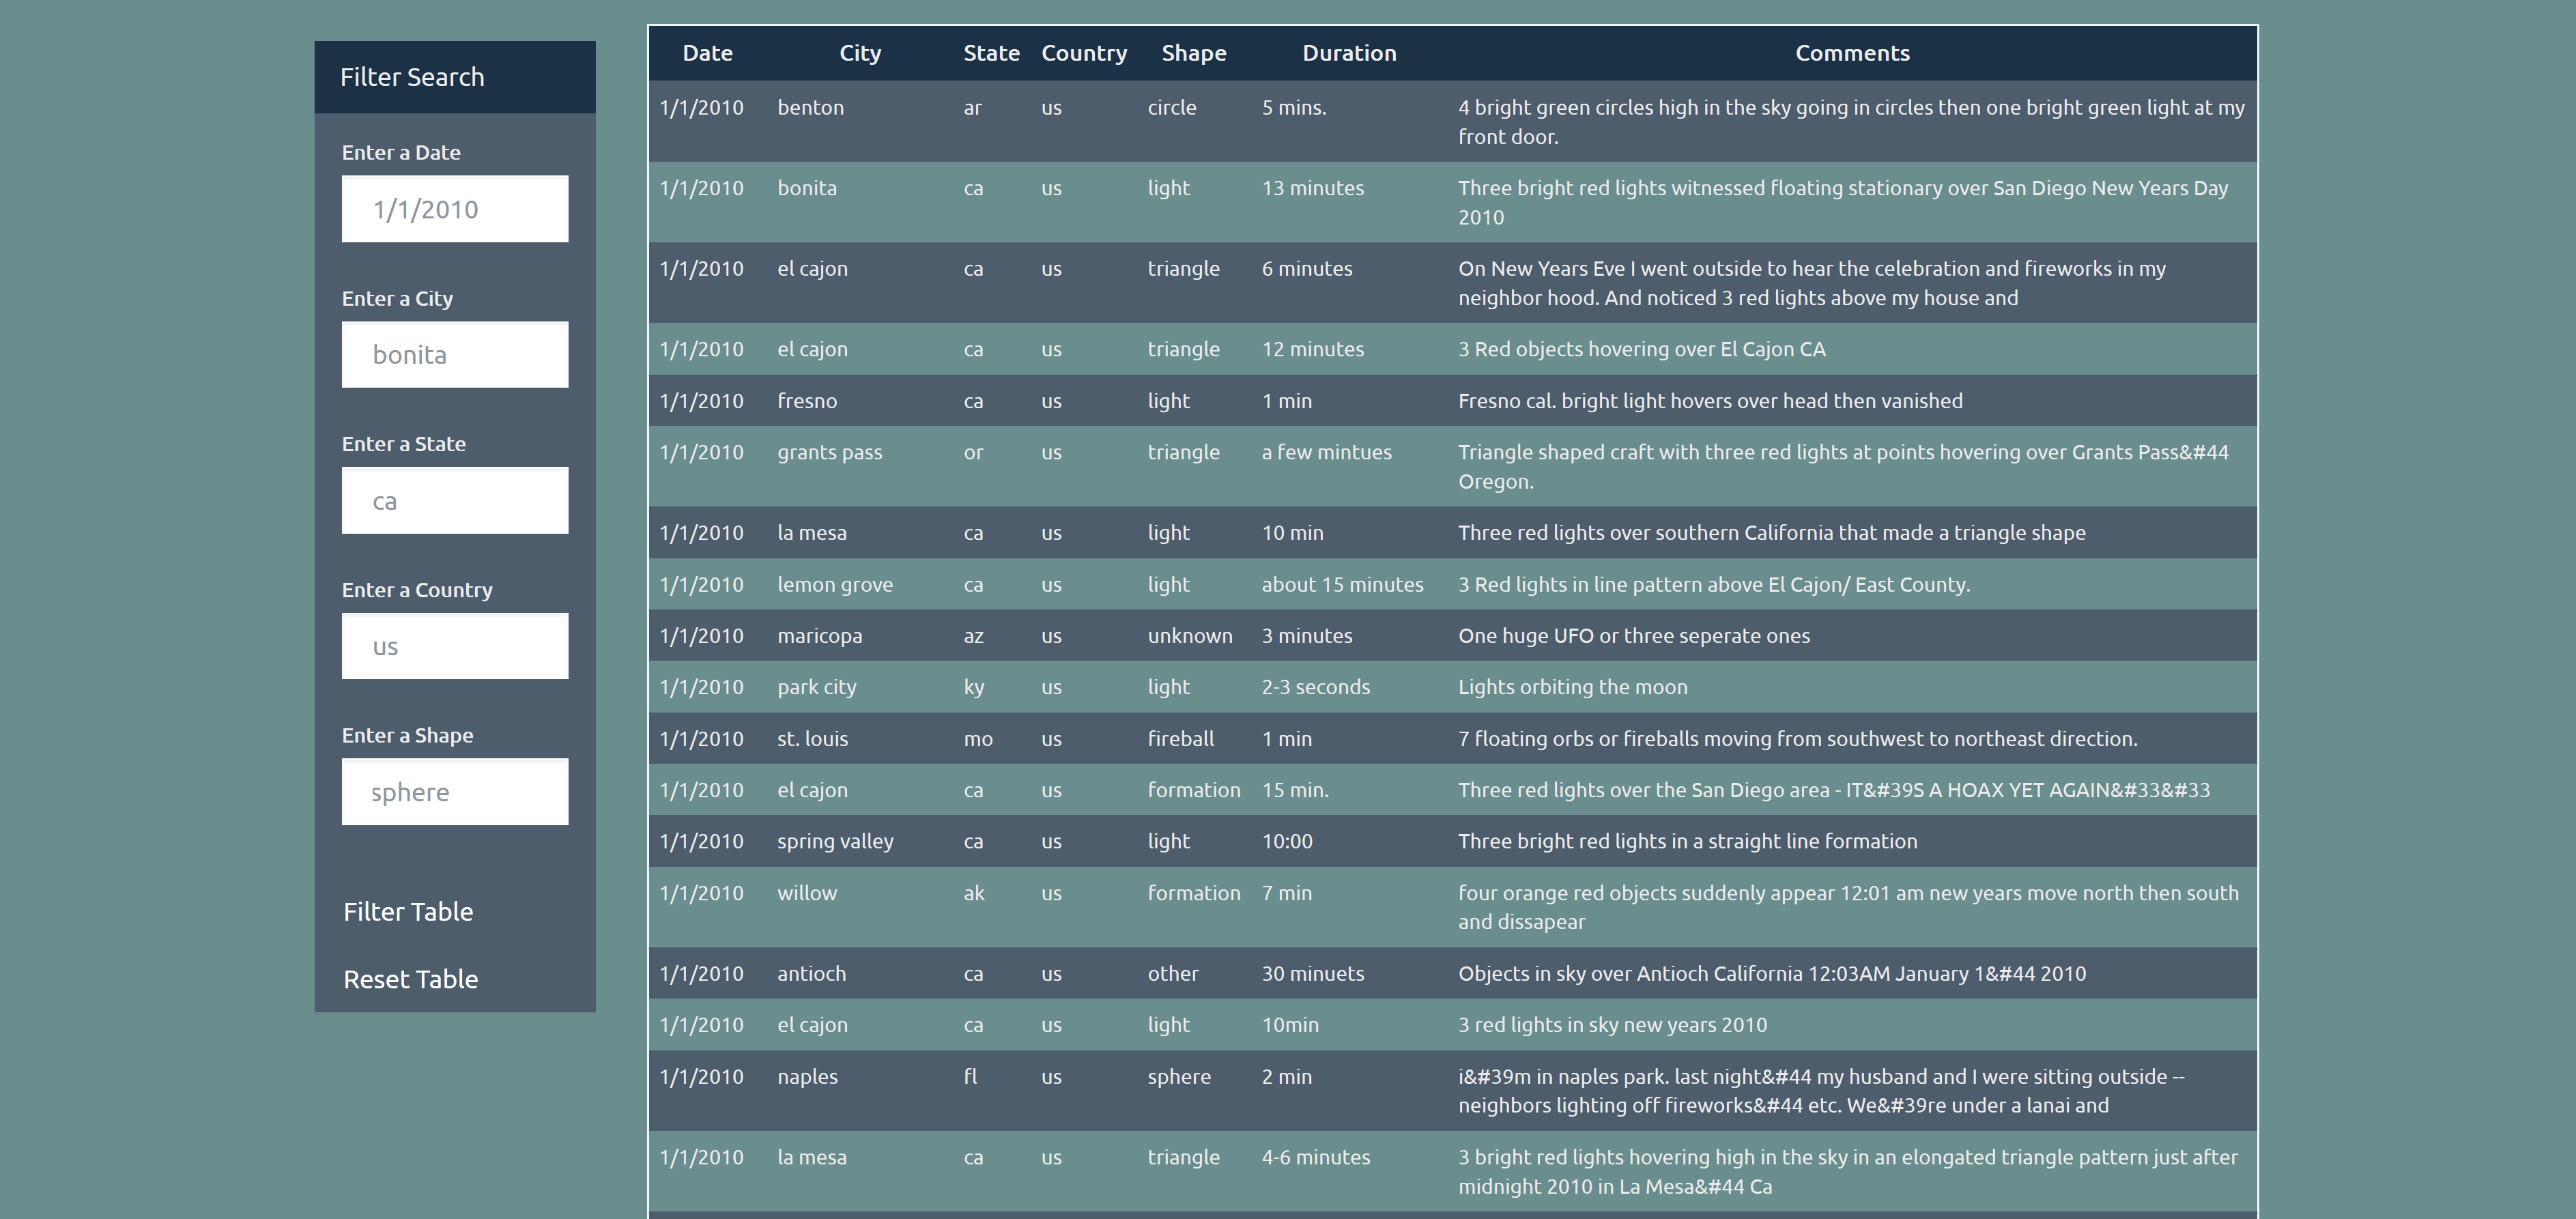 Filter Search
Enter a Date
1/1/2010
Enter a City
bonita
Enter a State
ca
Enter a Country
us
Enter a Shape
sphere
Filter Table
Reset Table
Date City State Country Shape Duration Comments
1/1/2010 benton ar us circle 5 mins. 4 bright green circles high in the sky going in circles then one bright green light at my
front door.
1/1/2010 bonita ca us light 13 minutes Three bright red lights witnessed floating stationary over San Diego New Years Day
2010
1/1/2010 el cajon ca us triangle 6 minutes On New Years Eve I went outside to hear the celebration and fireworks in my
neighbor hood. And noticed 3 red lights above my house and
1/1/2010 el cajon ca us triangle 12 minutes 3 Red objects hovering over El Cajon CA
1/1/2010 fresno ca us light 1 min Fresno cal. bright light hovers over head then vanished
1/1/2010 grants pass or us triangle a few mintues Triangle shaped craft with three red lights at points hovering over Grants Pass&#44
Oregon.
1/1/2010 la mesa ca us light 10 min Three red lights over southern California that made a triangle shape
1/1/2010 lemon grove ca us light about 15 minutes 3 Red lights in line pattern above El Cajon/ East County.
1/1/2010 maricopa az us unknown 3 minutes One huge UFO or three seperate ones
1/1/2010 park city ky us light 2-3 seconds Lights orbiting the moon
1/1/2010 st. louis mo us fireball 1 min 7 floating orbs or fireballs moving from southwest to northeast direction.
1/1/2010 el cajon ca us formation 15 min. Three red lights over the San Diego area - IT&#39S A HOAX YET AGAIN&#33&#33
1/1/2010 spring valley ca us light 10:00 Three bright red lights in a straight line formation
1/1/2010 willow ak us formation 7 min four orange red objects suddenly appear 12:01 am new years move north then south
and dissapear
1/1/2010 antioch ca us other 30 minuets Objects in sky over Antioch California 12:03AM January 1&#44 2010
1/1/2010 el cajon ca us light 10min 3 red lights in sky new years 2010
1/1/2010 naples fl us sphere 2 min i&#39m in naples park. last night&#44 my husband and I were sitting outside --
neighbors lighting off fireworks&#44 etc. We&#39re under a lanai and
1/1/2010 la mesa ca us triangle 4-6 minutes 3 bright red lights hovering high in the sky in an elongated triangle pattern just after
midnight 2010 in La Mesa&#44 Ca